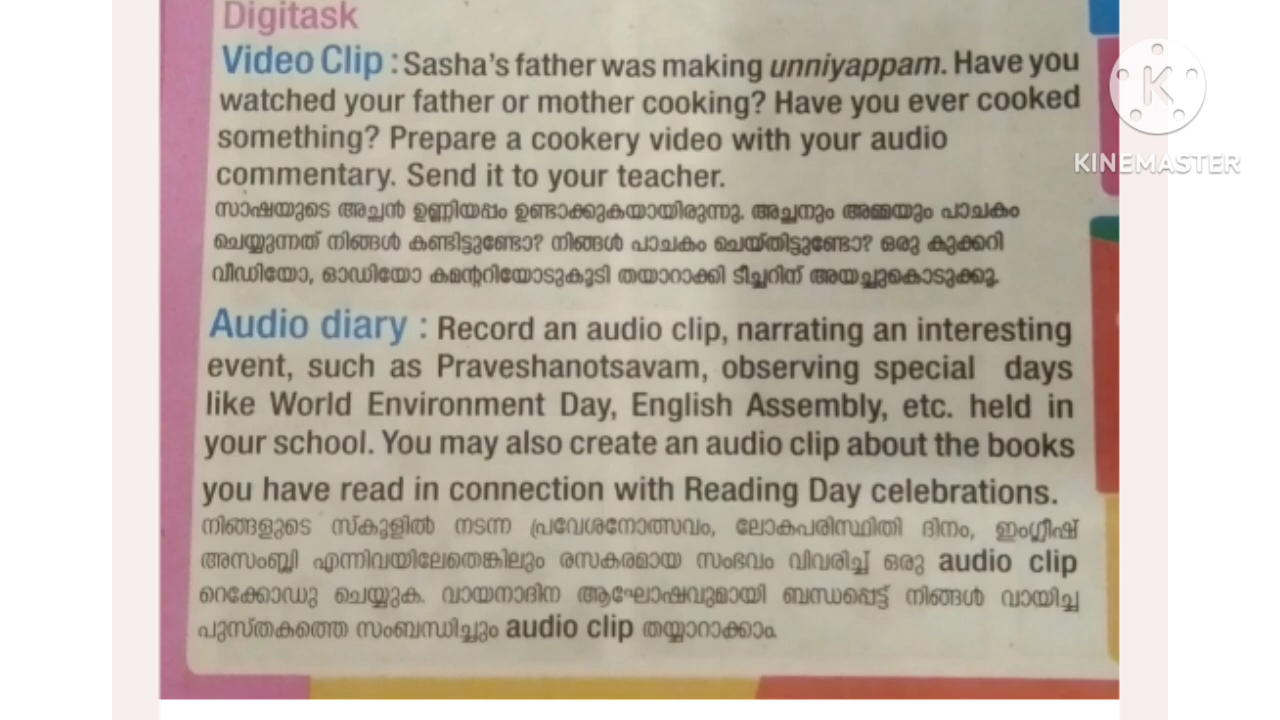 Digitask
Video Clip : Sasha's father was making unniyappam. Have you
watched your father or mother cooking? Have you ever cooked
something? Prepare a cookery video with your audio
commentary. Send it to your teacher.
സാഷയുടെ അച്ഛൻ ഉണ്ണിയപ്പം ഉണ്ടാക്കുകയായിരുന്നു. അച്ഛനും അമ്മയും പാചകം
ചെയ്യുന്നത് നിങ്ങൾ കണ്ടിട്ടുണ്ടോ? നിങ്ങൾ പാചകം ചെയ്തിട്ടുണ്ടോ? ഒരു കുക്കറി
വീഡിയോ, ഓഡിയോ കമന്ററിയോടുകൂടി തയാറാക്കി ടീച്ചറിന് അയച്ചുകൊടുക്കൂ.
Audio diary : Record an audio clip, narrating an interesting
event, such as Praveshanotsavam, observing special days
like World Environment Day, English Assembly, etc. held in
your school. You may also create an audio clip about the books
you have read in connection with Reading Day celebrations.
നിങ്ങളുടെ സ്കൂളിൽ നടന്ന പ്രവേശനോത്സവം, ലോകപരിസ്ഥിതി ദിനം, ഇംഗ്ലീഷ്
അസംബ്ലി എന്നിവയിലേതെങ്കിലും രസകരമായ സംഭവം വിവരിച്ച് ഒരു audio clip
റെക്കോഡു ചെയ്യുക. വായനാദിന ആഘോഷവുമായി ബന്ധപ്പെട്ട് നിങ്ങൾ വായിച്ച
പുസ്തകത്തെ സംബന്ധിച്ചും audio clip തയ്യാറാക്കാം.
K
KINEMASTER